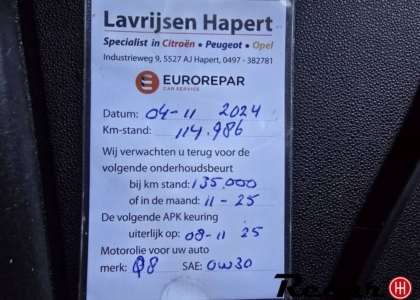 Lavrijsen Hapert
Specialist in Citroën • Peugeot • Opel
Industrieweg 9, 5527 AJ Hapert, 0497 - 382781
EUROREPAR
CAR SERVICE
Datum: 04-11 2024
Km-stand: 114.986
Wij verwachten u terug voor de
volgende onderhoudsbeurt
bij km stand: 135.000
of in de maand: 11-25
De volgende APK keuring
uiterlijk op: 08-11 25
Motorolie voor uw auto
merk: Q8 SAE: 0W30